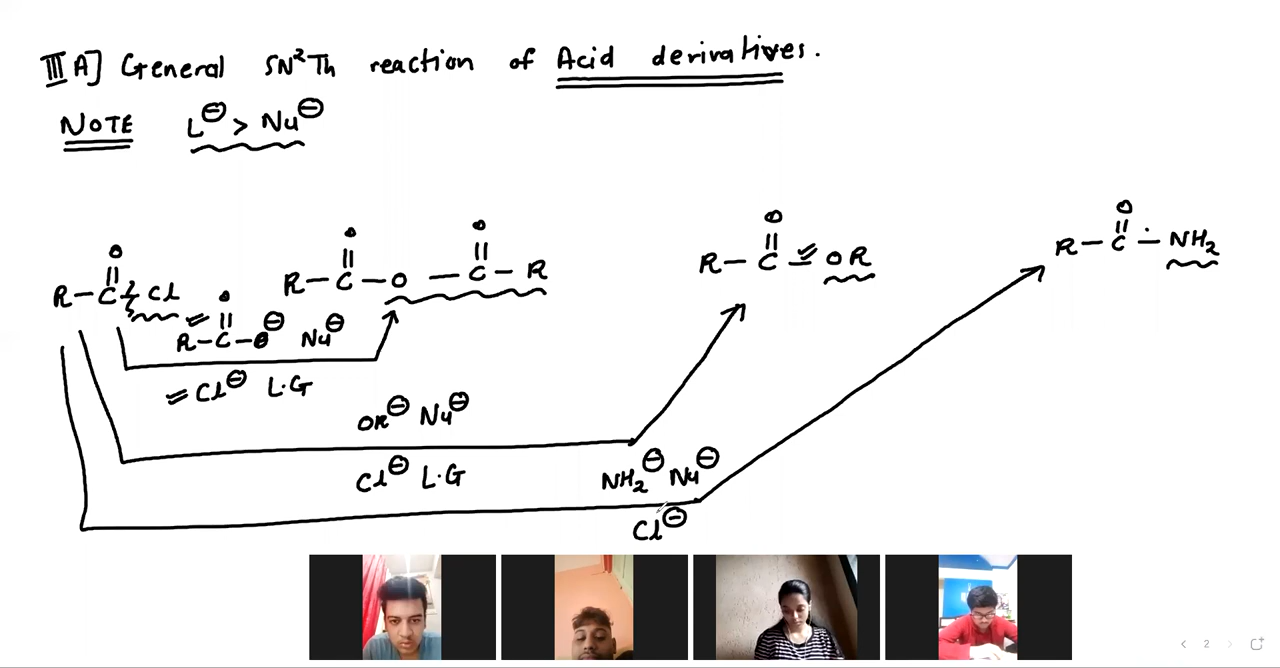 III A] General SN²Th reaction of Acid derivatives.
NOTE L⊖ > Nu⊖
O O O O O
|| || || || ||
R–C–Cl R–C–O–C–R R–C–OR R–C–NH₂
O
||
R–C–O⊖ Nu⊖
Cl⊖ L.G
OR⊖ Nu⊖
Cl⊖ L.G
NH₂⊖ Nu⊖
Cl⊖
2